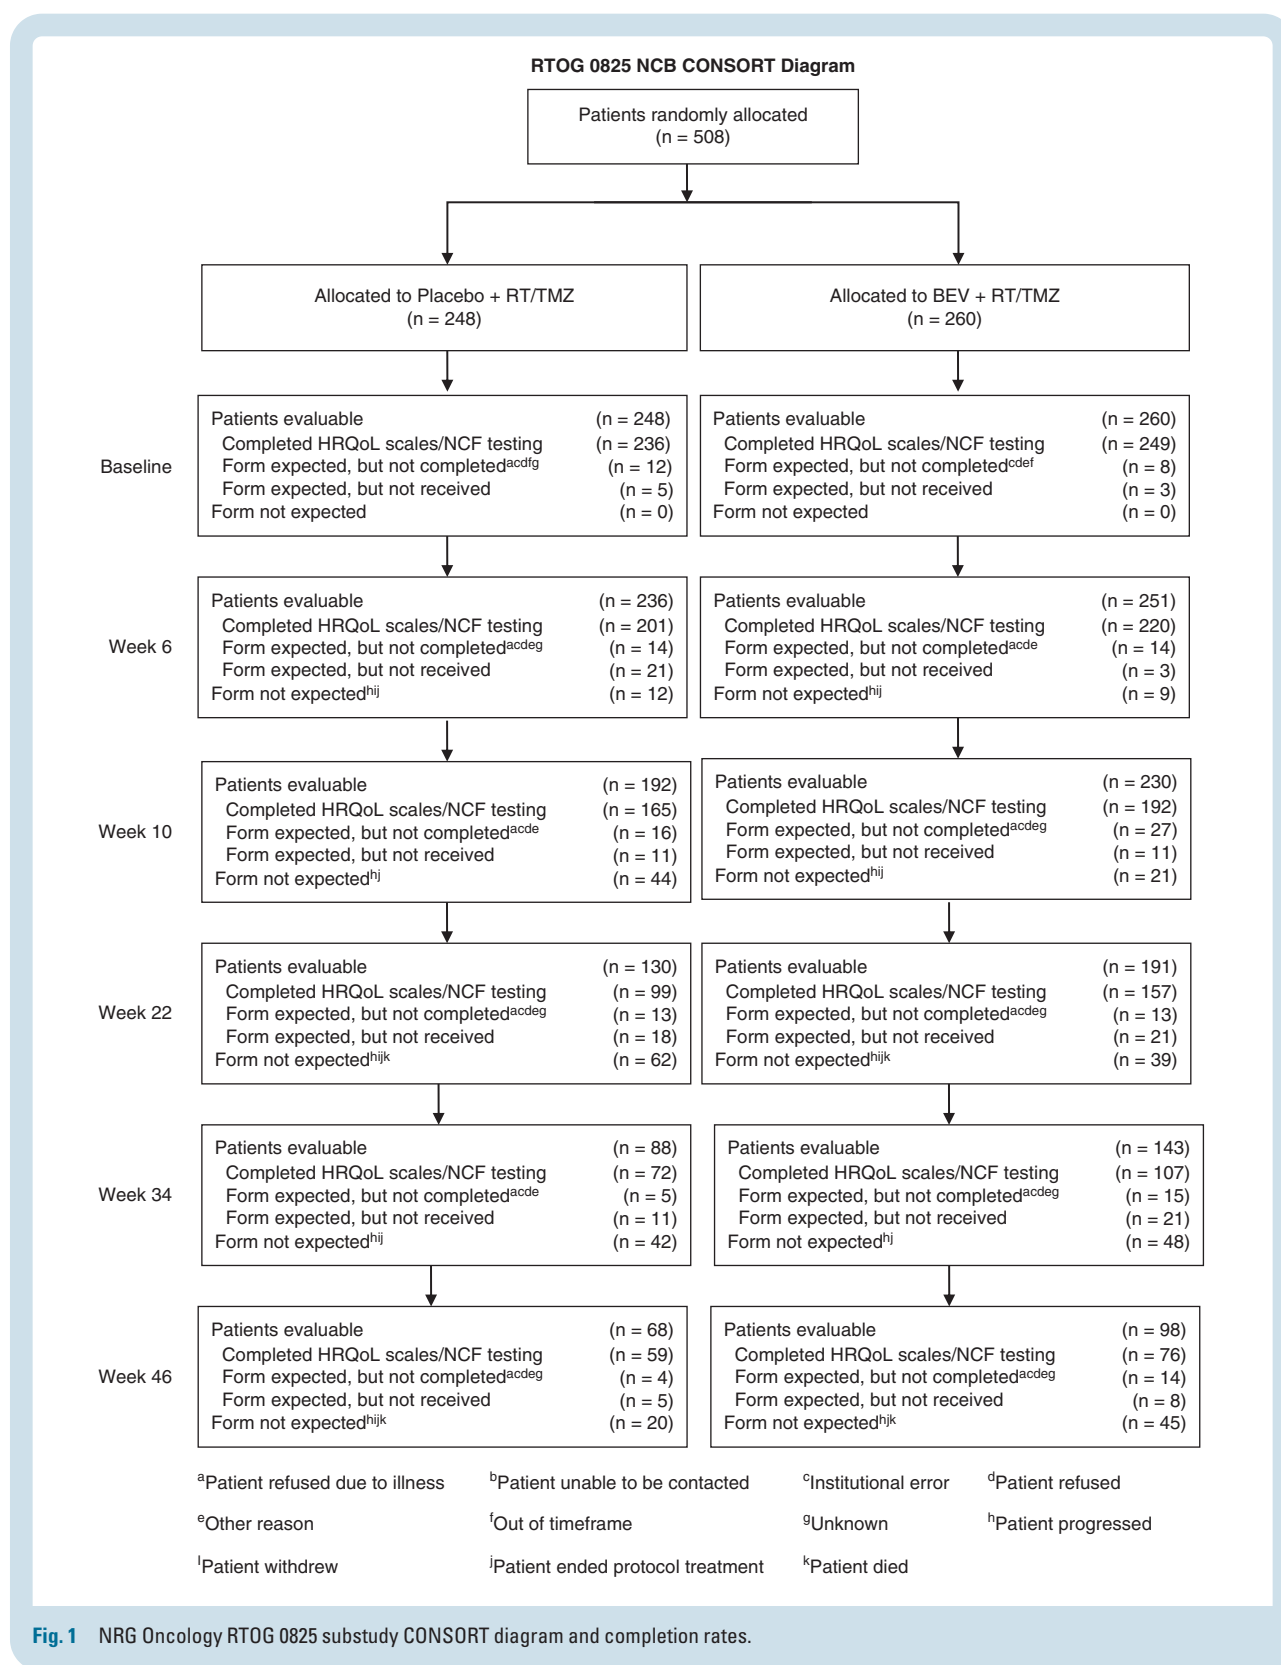 RTOG 0825 NCB CONSORT Diagram
Patients randomly allocated
(n = 508)
Allocated to Placebo + RT/TMZ
(n = 248)
Allocated to BEV + RT/TMZ
(n = 260)
Baseline
Patients evaluable (n = 248)
Completed HRQoL scales/NCF testing (n = 236)
Form expected, but not completedacdfg (n = 12)
Form expected, but not received (n = 5)
Form not expected (n = 0)
Patients evaluable (n = 260)
Completed HRQoL scales/NCF testing (n = 249)
Form expected, but not completedcdef (n = 8)
Form expected, but not received (n = 3)
Form not expected (n = 0)
Week 6
Patients evaluable (n = 236)
Completed HRQoL scales/NCF testing (n = 201)
Form expected, but not completedacdeg (n = 14)
Form expected, but not received (n = 21)
Form not expectedhij (n = 12)
Patients evaluable (n = 251)
Completed HRQoL scales/NCF testing (n = 220)
Form expected, but not completedacde (n = 14)
Form expected, but not received (n = 3)
Form not expectedhij (n = 9)
Week 10
Patients evaluable (n = 192)
Completed HRQoL scales/NCF testing (n = 165)
Form expected, but not completedacde (n = 16)
Form expected, but not received (n = 11)
Form not expectedhj (n = 44)
Patients evaluable (n = 230)
Completed HRQoL scales/NCF testing (n = 192)
Form expected, but not completedacdeg (n = 27)
Form expected, but not received (n = 11)
Form not expectedhij (n = 21)
Week 22
Patients evaluable (n = 130)
Completed HRQoL scales/NCF testing (n = 99)
Form expected, but not completedacdeg (n = 13)
Form expected, but not received (n = 18)
Form not expectedhijk (n = 62)
Patients evaluable (n = 191)
Completed HRQoL scales/NCF testing (n = 157)
Form expected, but not completedacdeg (n = 13)
Form expected, but not received (n = 21)
Form not expectedhijk (n = 39)
Week 34
Patients evaluable (n = 88)
Completed HRQoL scales/NCF testing (n = 72)
Form expected, but not completedacde (n = 5)
Form expected, but not received (n = 11)
Form not expectedhij (n = 42)
Patients evaluable (n = 143)
Completed HRQoL scales/NCF testing (n = 107)
Form expected, but not completedacdeg (n = 15)
Form expected, but not received (n = 21)
Form not expectedhj (n = 48)
Week 46
Patients evaluable (n = 68)
Completed HRQoL scales/NCF testing (n = 59)
Form expected, but not completedacdeg (n = 4)
Form expected, but not received (n = 5)
Form not expectedhijk (n = 20)
Patients evaluable (n = 98)
Completed HRQoL scales/NCF testing (n = 76)
Form expected, but not completedacdeg (n = 14)
Form expected, but not received (n = 8)
Form not expectedhjk (n = 45)
aPatient refused due to illness bPatient unable to be contacted cInstitutional error dPatient refused
eOther reason fOut of timeframe gUnknown hPatient progressed
IPatient withdrew jPatient ended protocol treatment kPatient died
Fig. 1 NRG Oncology RTOG 0825 substudy CONSORT diagram and completion rates.